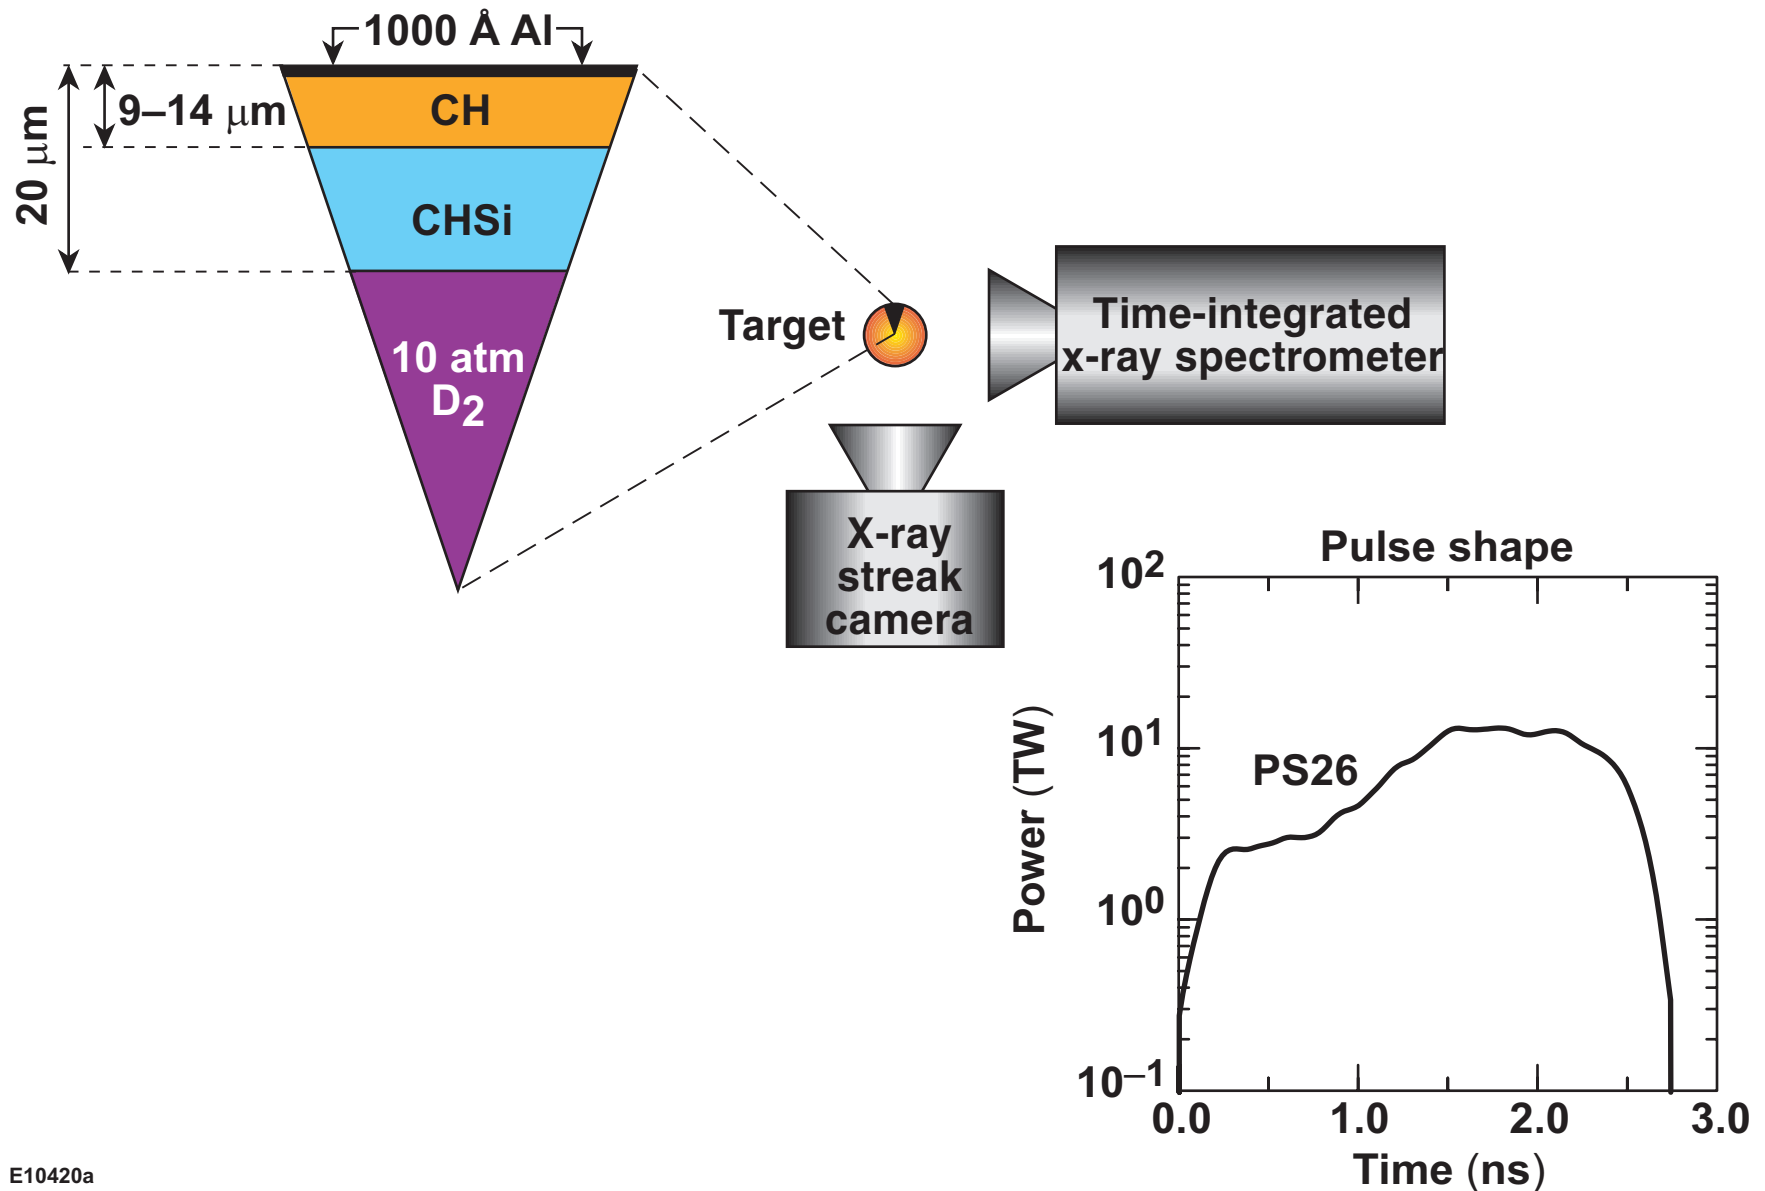 1000 Å Al
20 μm
9–14 μm
CH
CHSi
10 atm
D2
Target
Time-integrated
x-ray spectrometer
X-ray
streak
camera
Pulse shape
10^2
10^1
10^0
10^–1
Power (TW)
PS26
0.0 1.0 2.0 3.0
Time (ns)
E10420a